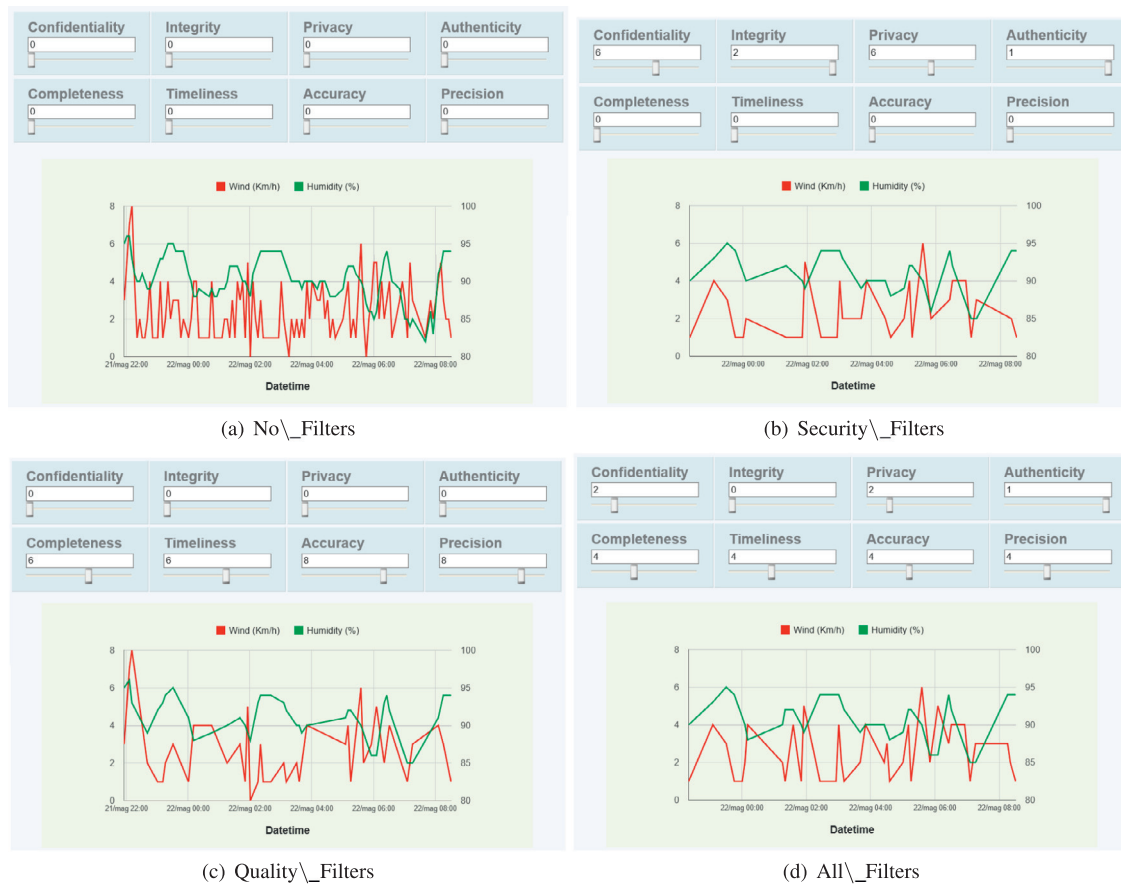 Confidentiality Integrity Privacy Authenticity
0 0 0 0
Completeness Timeliness Accuracy Precision
0 0 0 0
Wind (Km/h) Humidity (%)
8 100
6 95
4 90
2 85
0 80
21/mag 22:00 22/mag 00:00 22/mag 02:00 22/mag 04:00 22/mag 06:00 22/mag 08:00
Datetime
(a) No\_Filters
Confidentiality Integrity Privacy Authenticity
6 2 6 1
Completeness Timeliness Accuracy Precision
0 0 0 0
Wind (Km/h) Humidity (%)
8 100
6 95
4 90
2 85
0 80
22/mag 00:00 22/mag 02:00 22/mag 04:00 22/mag 06:00 22/mag 08:00
Datetime
(b) Security\_Filters
Confidentiality Integrity Privacy Authenticity
0 0 0 0
Completeness Timeliness Accuracy Precision
6 6 8 8
Wind (Km/h) Humidity (%)
8 100
6 95
4 90
2 85
0 80
21/mag 22:00 22/mag 00:00 22/mag 02:00 22/mag 04:00 22/mag 06:00 22/mag 08:00
Datetime
(c) Quality\_Filters
Confidentiality Integrity Privacy Authenticity
2 0 2 1
Completeness Timeliness Accuracy Precision
4 4 4 4
Wind (Km/h) Humidity (%)
8 100
6 95
4 90
2 85
0 80
22/mag 00:00 22/mag 02:00 22/mag 04:00 22/mag 06:00 22/mag 08:00
Datetime
(d) All\_Filters